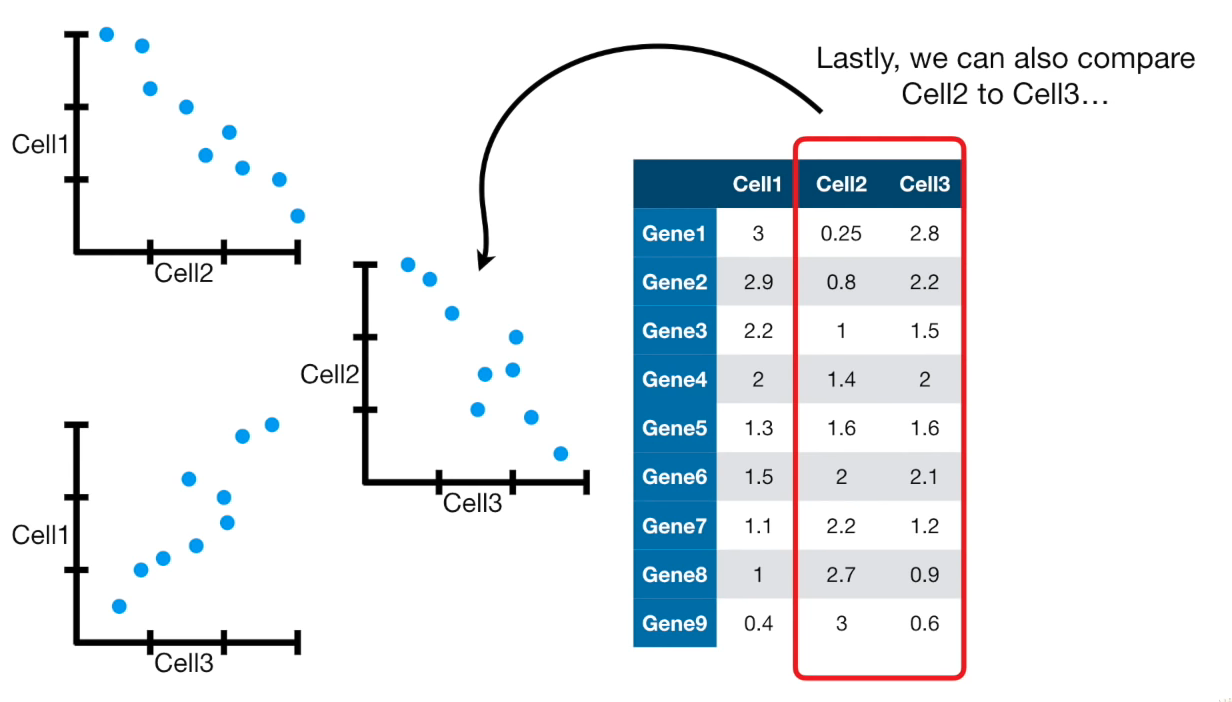 Lastly, we can also compare
Cell2 to Cell3...
Cell1
Cell2
Cell2
Cell3
Cell1
Cell3
Cell1 Cell2 Cell3
Gene1 3 0.25 2.8
Gene2 2.9 0.8 2.2
Gene3 2.2 1 1.5
Gene4 2 1.4 2
Gene5 1.3 1.6 1.6
Gene6 1.5 2 2.1
Gene7 1.1 2.2 1.2
Gene8 1 2.7 0.9
Gene9 0.4 3 0.6